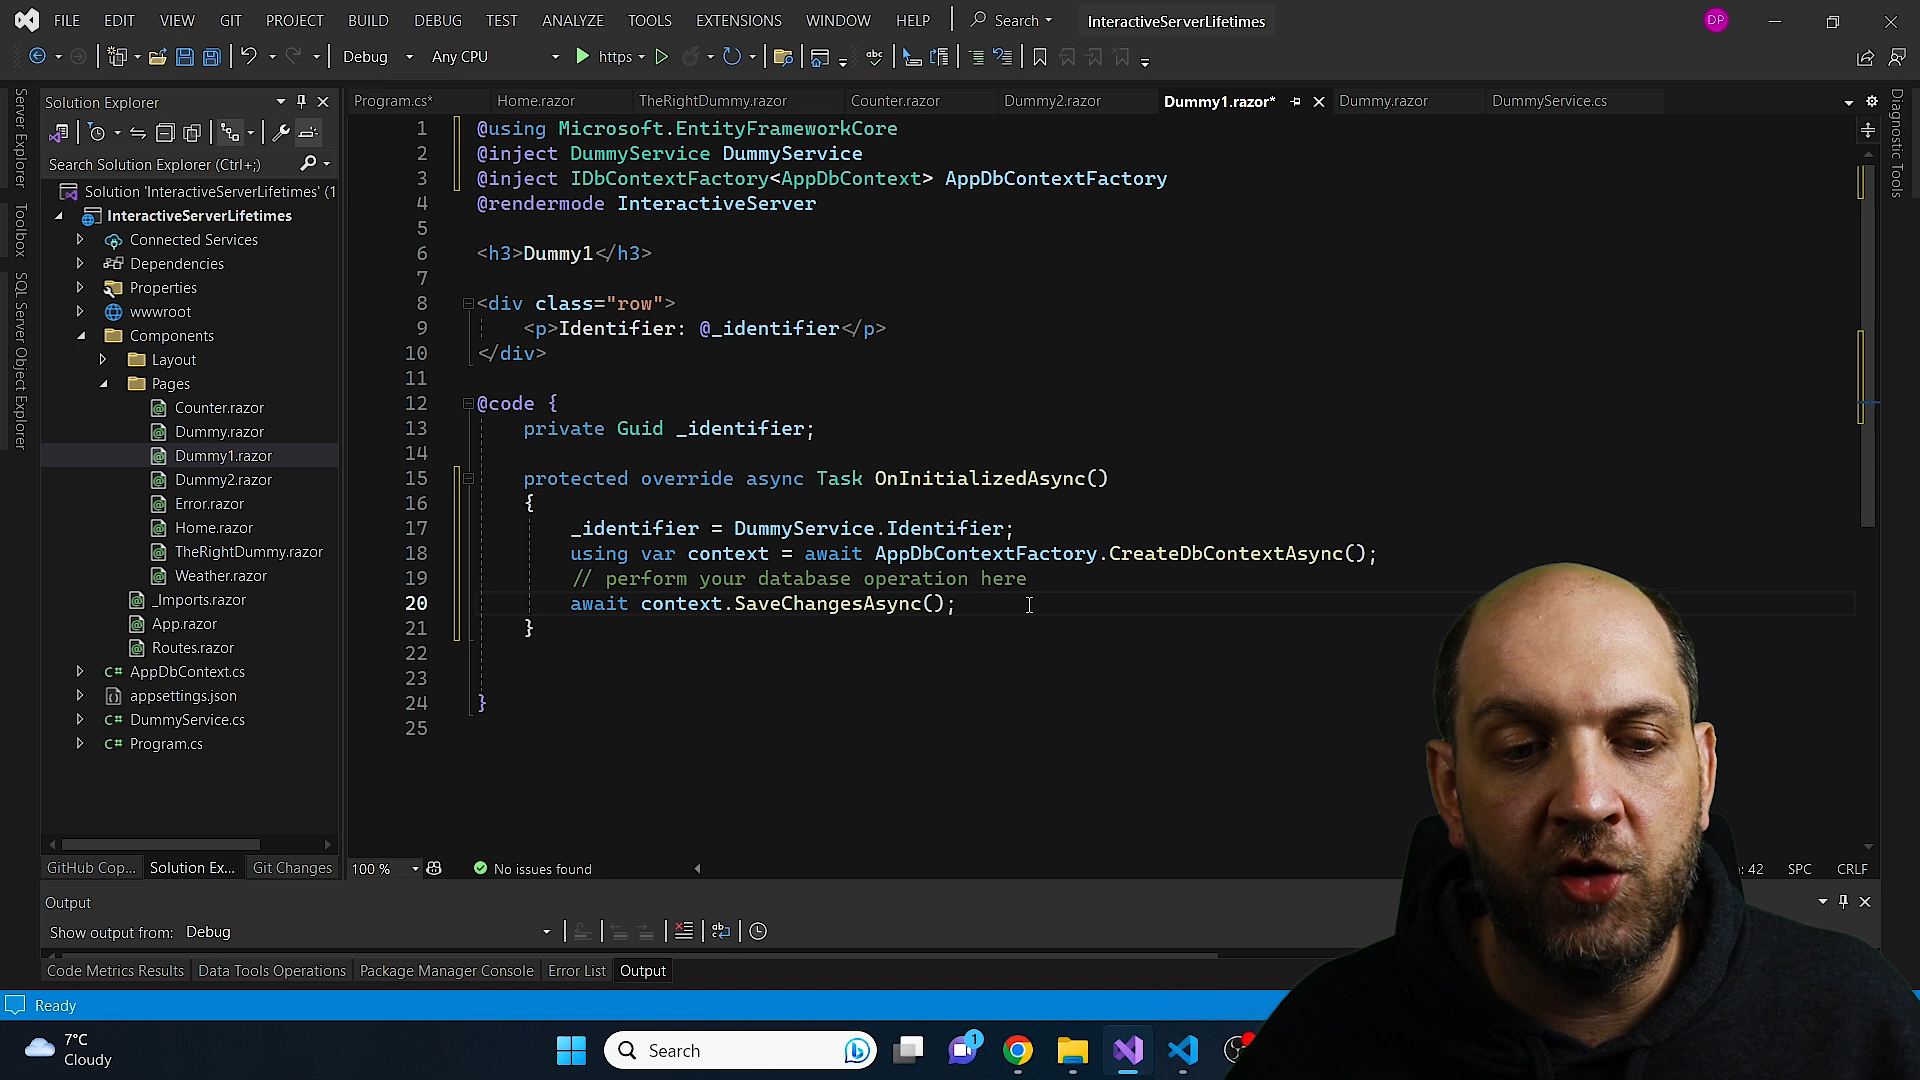 FILE EDIT VIEW GIT PROJECT BUILD DEBUG TEST ANALYZE TOOLS EXTENSIONS WINDOW HELP Search InteractiveServerLifetimes DP
Debug Any CPU https
Server Explorer
Toolbox
SQL Server Object Explorer
Solution Explorer
Search Solution Explorer (Ctrl+;)
Solution 'InteractiveServerLifetimes' (1
InteractiveServerLifetimes
Connected Services
Dependencies
Properties
wwwroot
Components
Layout
Pages
Counter.razor
Dummy.razor
Dummy1.razor
Dummy2.razor
Error.razor
Home.razor
TheRightDummy.razor
Weather.razor
_Imports.razor
App.razor
Routes.razor
C# AppDbContext.cs
appsettings.json
C# DummyService.cs
C# Program.cs
GitHub Cop... Solution Ex... Git Changes
Program.cs* Home.razor TheRightDummy.razor Counter.razor Dummy2.razor Dummy1.razor* Dummy.razor DummyService.cs
1 @using Microsoft.EntityFrameworkCore
2 @inject DummyService DummyService
3 @inject IDbContextFactory<AppDbContext> AppDbContextFactory
4 @rendermode InteractiveServer
5
6 <h3>Dummy1</h3>
7
8 <div class="row">
9 <p>Identifier: @_identifier</p>
10 </div>
11
12 @code {
13 private Guid _identifier;
14
15 protected override async Task OnInitializedAsync()
16 {
17 _identifier = DummyService.Identifier;
18 using var context = await AppDbContextFactory.CreateDbContextAsync();
19 // perform your database operation here
20 await context.SaveChangesAsync();
21 }
22
23
24 }
25
Diagnostic Tools
100 % No issues found : 42 SPC CRLF
Output
Show output from: Debug
Code Metrics Results Data Tools Operations Package Manager Console Error List Output
Ready
7°C
Cloudy
Search
1